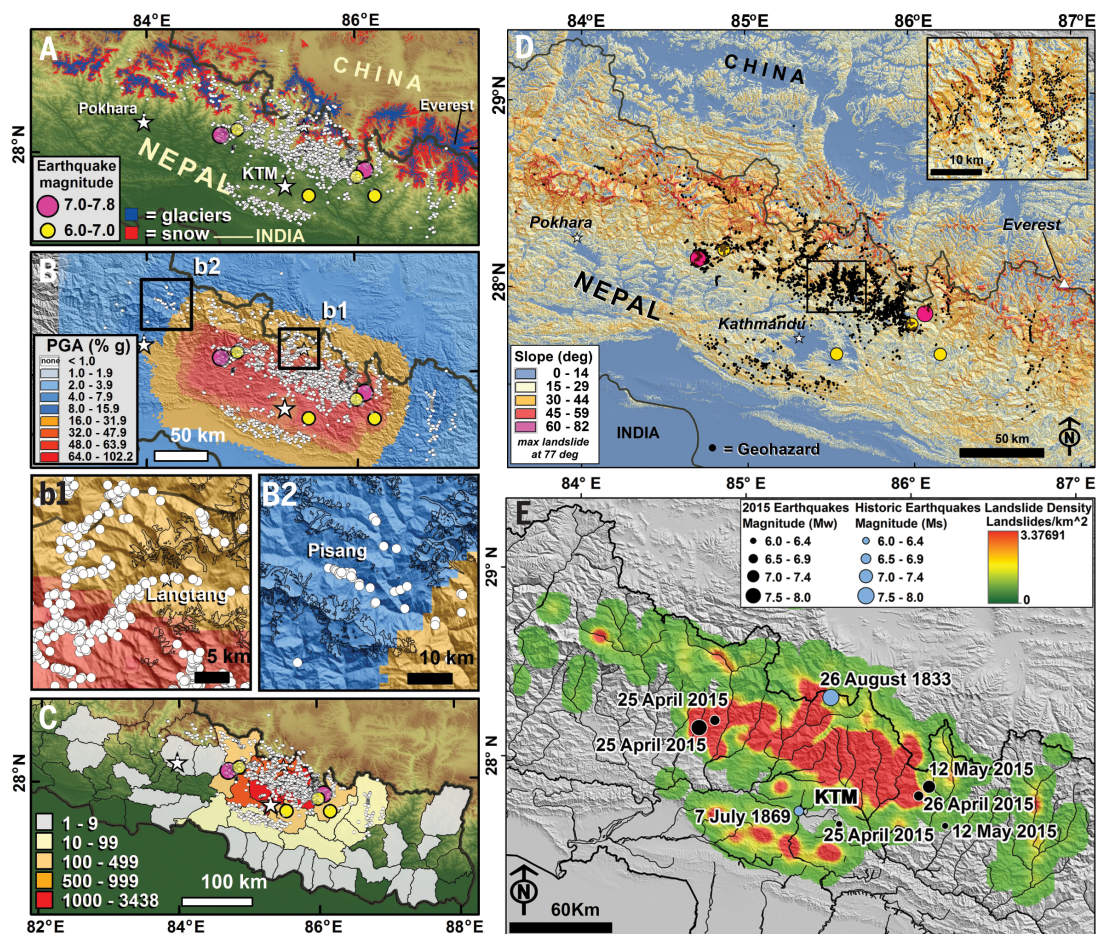 84°E
86°E
A
CHINA
Everest
Pokhara
28°N
NEPAL
KTM
Earthquake
magnitude
7.0-7.8
6.0-7.0
= glaciers
= snow
INDIA
B
b2
b1
PGA (% g)
none < 1.0
1.0 - 1.9
2.0 - 3.9
4.0 - 7.9
8.0 - 15.9
16.0 - 31.9
32.0 - 47.9
48.0 - 63.9
64.0 - 102.2
50 km
b1
Langtang
5 km
B2
Pisang
10 km
C
28°N
1 - 9
10 - 99
100 - 499
500 - 999
1000 - 3438
100 km
82°E
84°E
86°E
88°E
84°E
85°E
86°E
87°E
D
CHINA
29°N
10 km
Pokhara
Everest
28°N
NEPAL
Kathmandu
Slope (deg)
0 - 14
15 - 29
30 - 44
45 - 59
60 - 82
max landslide
at 77 deg
INDIA
= Geohazard
50 km
N
84°E
85°E
86°E
87°E
E
2015 Earthquakes
Magnitude (Mw)
6.0 - 6.4
6.5 - 6.9
7.0 - 7.4
7.5 - 8.0
Historic Earthquakes
Magnitude (Ms)
6.0 - 6.4
6.5 - 6.9
7.0 - 7.4
7.5 - 8.0
Landslide Density
Landslides/km^2
3.37691
0
29°N
26 August 1833
25 April 2015
25 April 2015
28°N
12 May 2015
KTM
26 April 2015
7 July 1869
25 April 2015
12 May 2015
N
60Km